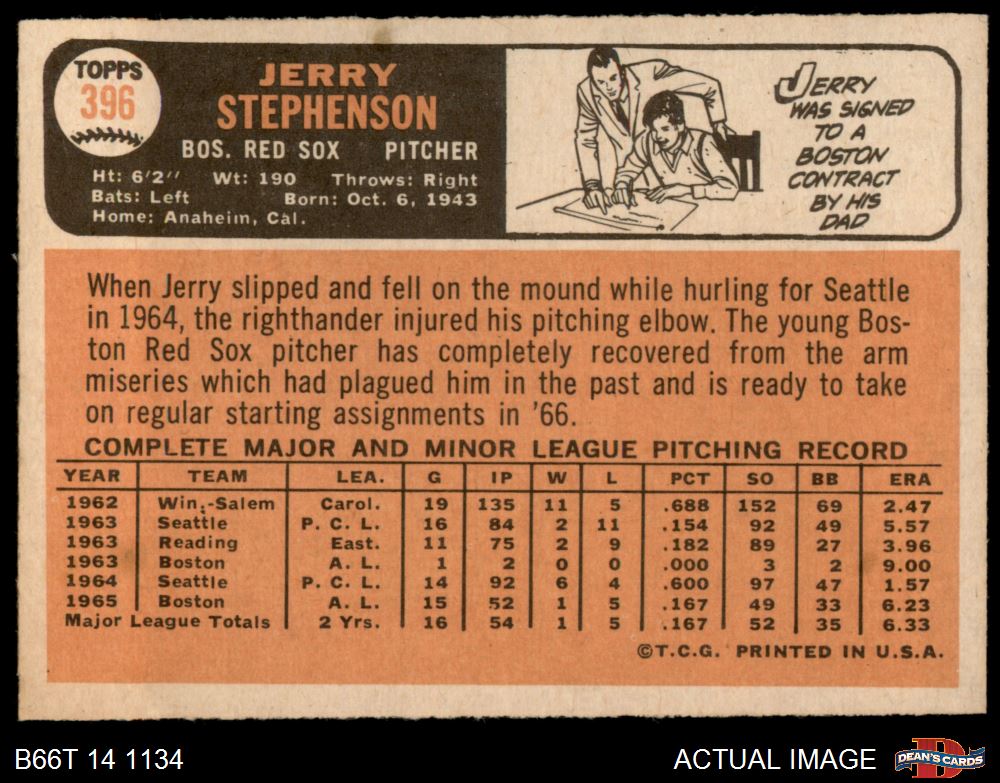 TOPPS
396
JERRY
STEPHENSON
BOS. RED SOX PITCHER
Ht: 6'2" Wt: 190 Throws: Right
Bats: Left Born: Oct. 6, 1943
Home: Anaheim, Cal.
JERRY
WAS SIGNED
TO A
BOSTON
CONTRACT
BY HIS
DAD
When Jerry slipped and fell on the mound while hurling for Seattle
in 1964, the righthander injured his pitching elbow. The young Bos-
ton Red Sox pitcher has completely recovered from the arm
miseries which had plagued him in the past and is ready to take
on regular starting assignments in '66.
COMPLETE MAJOR AND MINOR LEAGUE PITCHING RECORD
YEAR TEAM LEA. G IP W L PCT SO BB ERA
1962 Win.-Salem Carol. 19 135 11 5 .688 152 69 2.47
1963 Seattle P. C. L. 16 84 2 11 .154 92 49 5.57
1963 Reading East. 11 75 2 9 .182 89 27 3.96
1963 Boston A. L. 1 2 0 0 .000 3 2 9.00
1964 Seattle P. C. L. 14 92 6 4 .600 97 47 1.57
1965 Boston A. L. 15 52 1 5 .167 49 33 6.23
Major League Totals 2 Yrs. 16 54 1 5 .167 52 35 6.33
©T.C.G. PRINTED IN U.S.A.
B66T 14 1134 ACTUAL IMAGE
D
DEAN'S CARDS